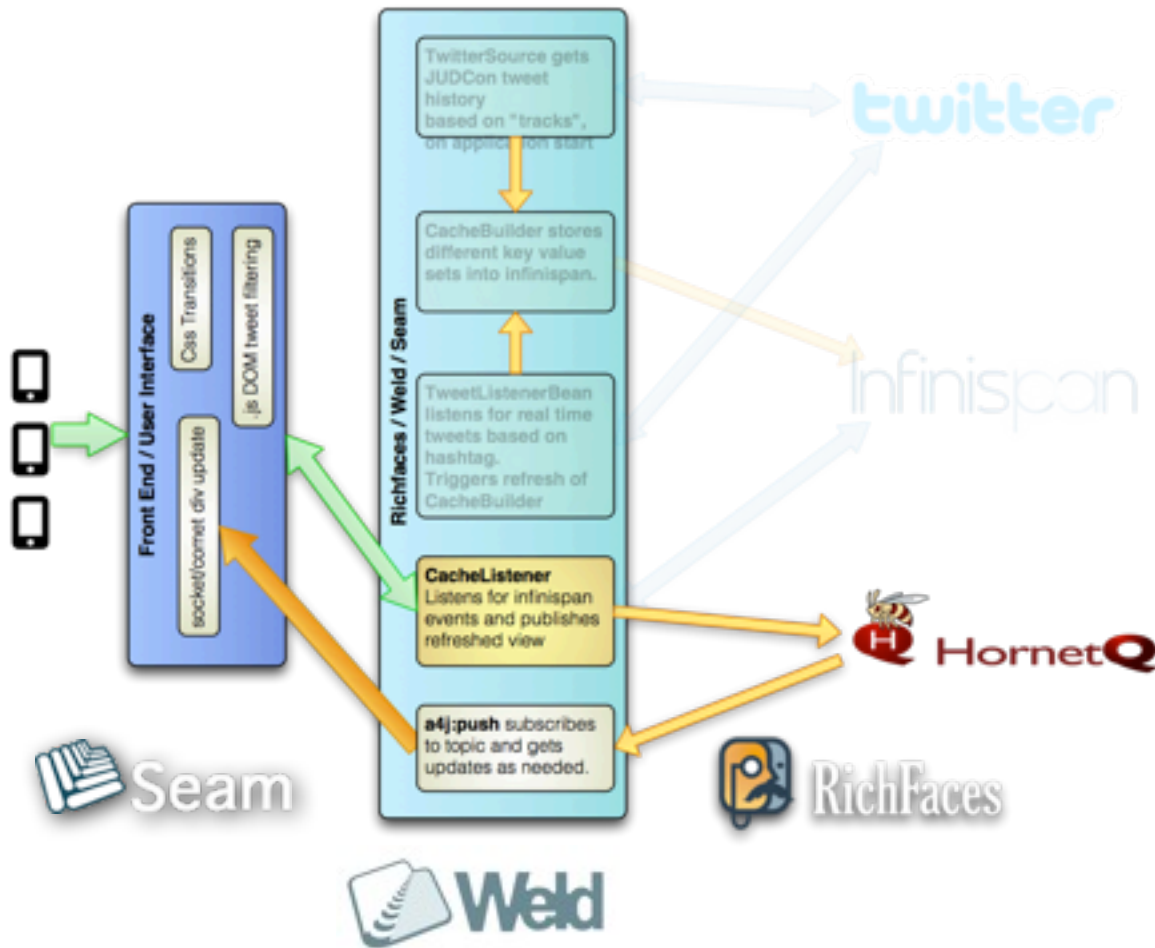 TwitterSource gets
JUDCon tweet
history
based on "tracks",
on application start
twitter
CacheBuilder stores
different key value
sets into infinispan.
Infinispan
TweetListenerBean
listens for real time
tweets based on
hashtag.
Triggers refresh of
CacheBuilder
Richfaces / Weld / Seam
Front End / User Interface
Css Transitions
.js DOM tweet filtering
socket/comet div update
CacheListener
Listens for infinispan
events and publishes
refreshed view
H
HornetQ
a4j:push subscribes
to topic and gets
updates as needed.
Seam
RichFaces
Weld